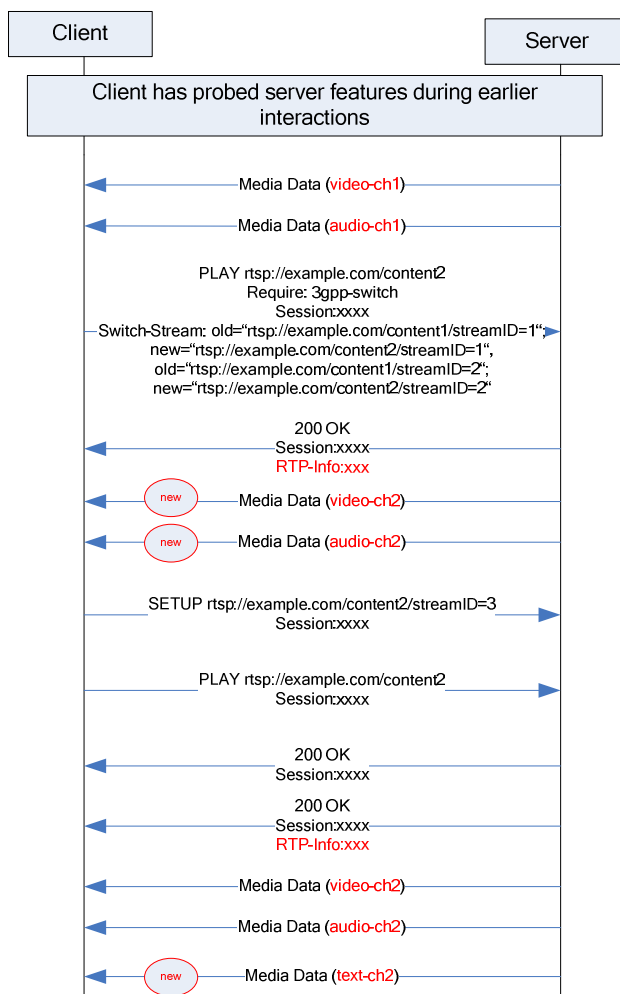 Client
Server
Client has probed server features during earlier
interactions
Media Data (video-ch1)
Media Data (audio-ch1)
PLAY rtsp://example.com/content2
Require: 3gpp-switch
Session:xxxx
Switch-Stream: old=“rtsp://example.com/content1/streamID=1“;
new=“rtsp://example.com/content2/streamID=1“,
old=“rtsp://example.com/content1/streamID=2“;
new=“rtsp://example.com/content2/streamID=2“
200 OK
Session:xxxx
RTP-Info:xxx
new
Media Data (video-ch2)
new
Media Data (audio-ch2)
SETUP rtsp://example.com/content2/streamID=3
Session:xxxx
PLAY rtsp://example.com/content2
Session:xxxx
200 OK
Session:xxxx
200 OK
Session:xxxx
RTP-Info:xxx
Media Data (video-ch2)
Media Data (audio-ch2)
new
Media Data (text-ch2)